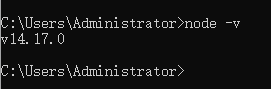 C:\Users\Administrator>node -v
v14.17.0
C:\Users\Administrator>